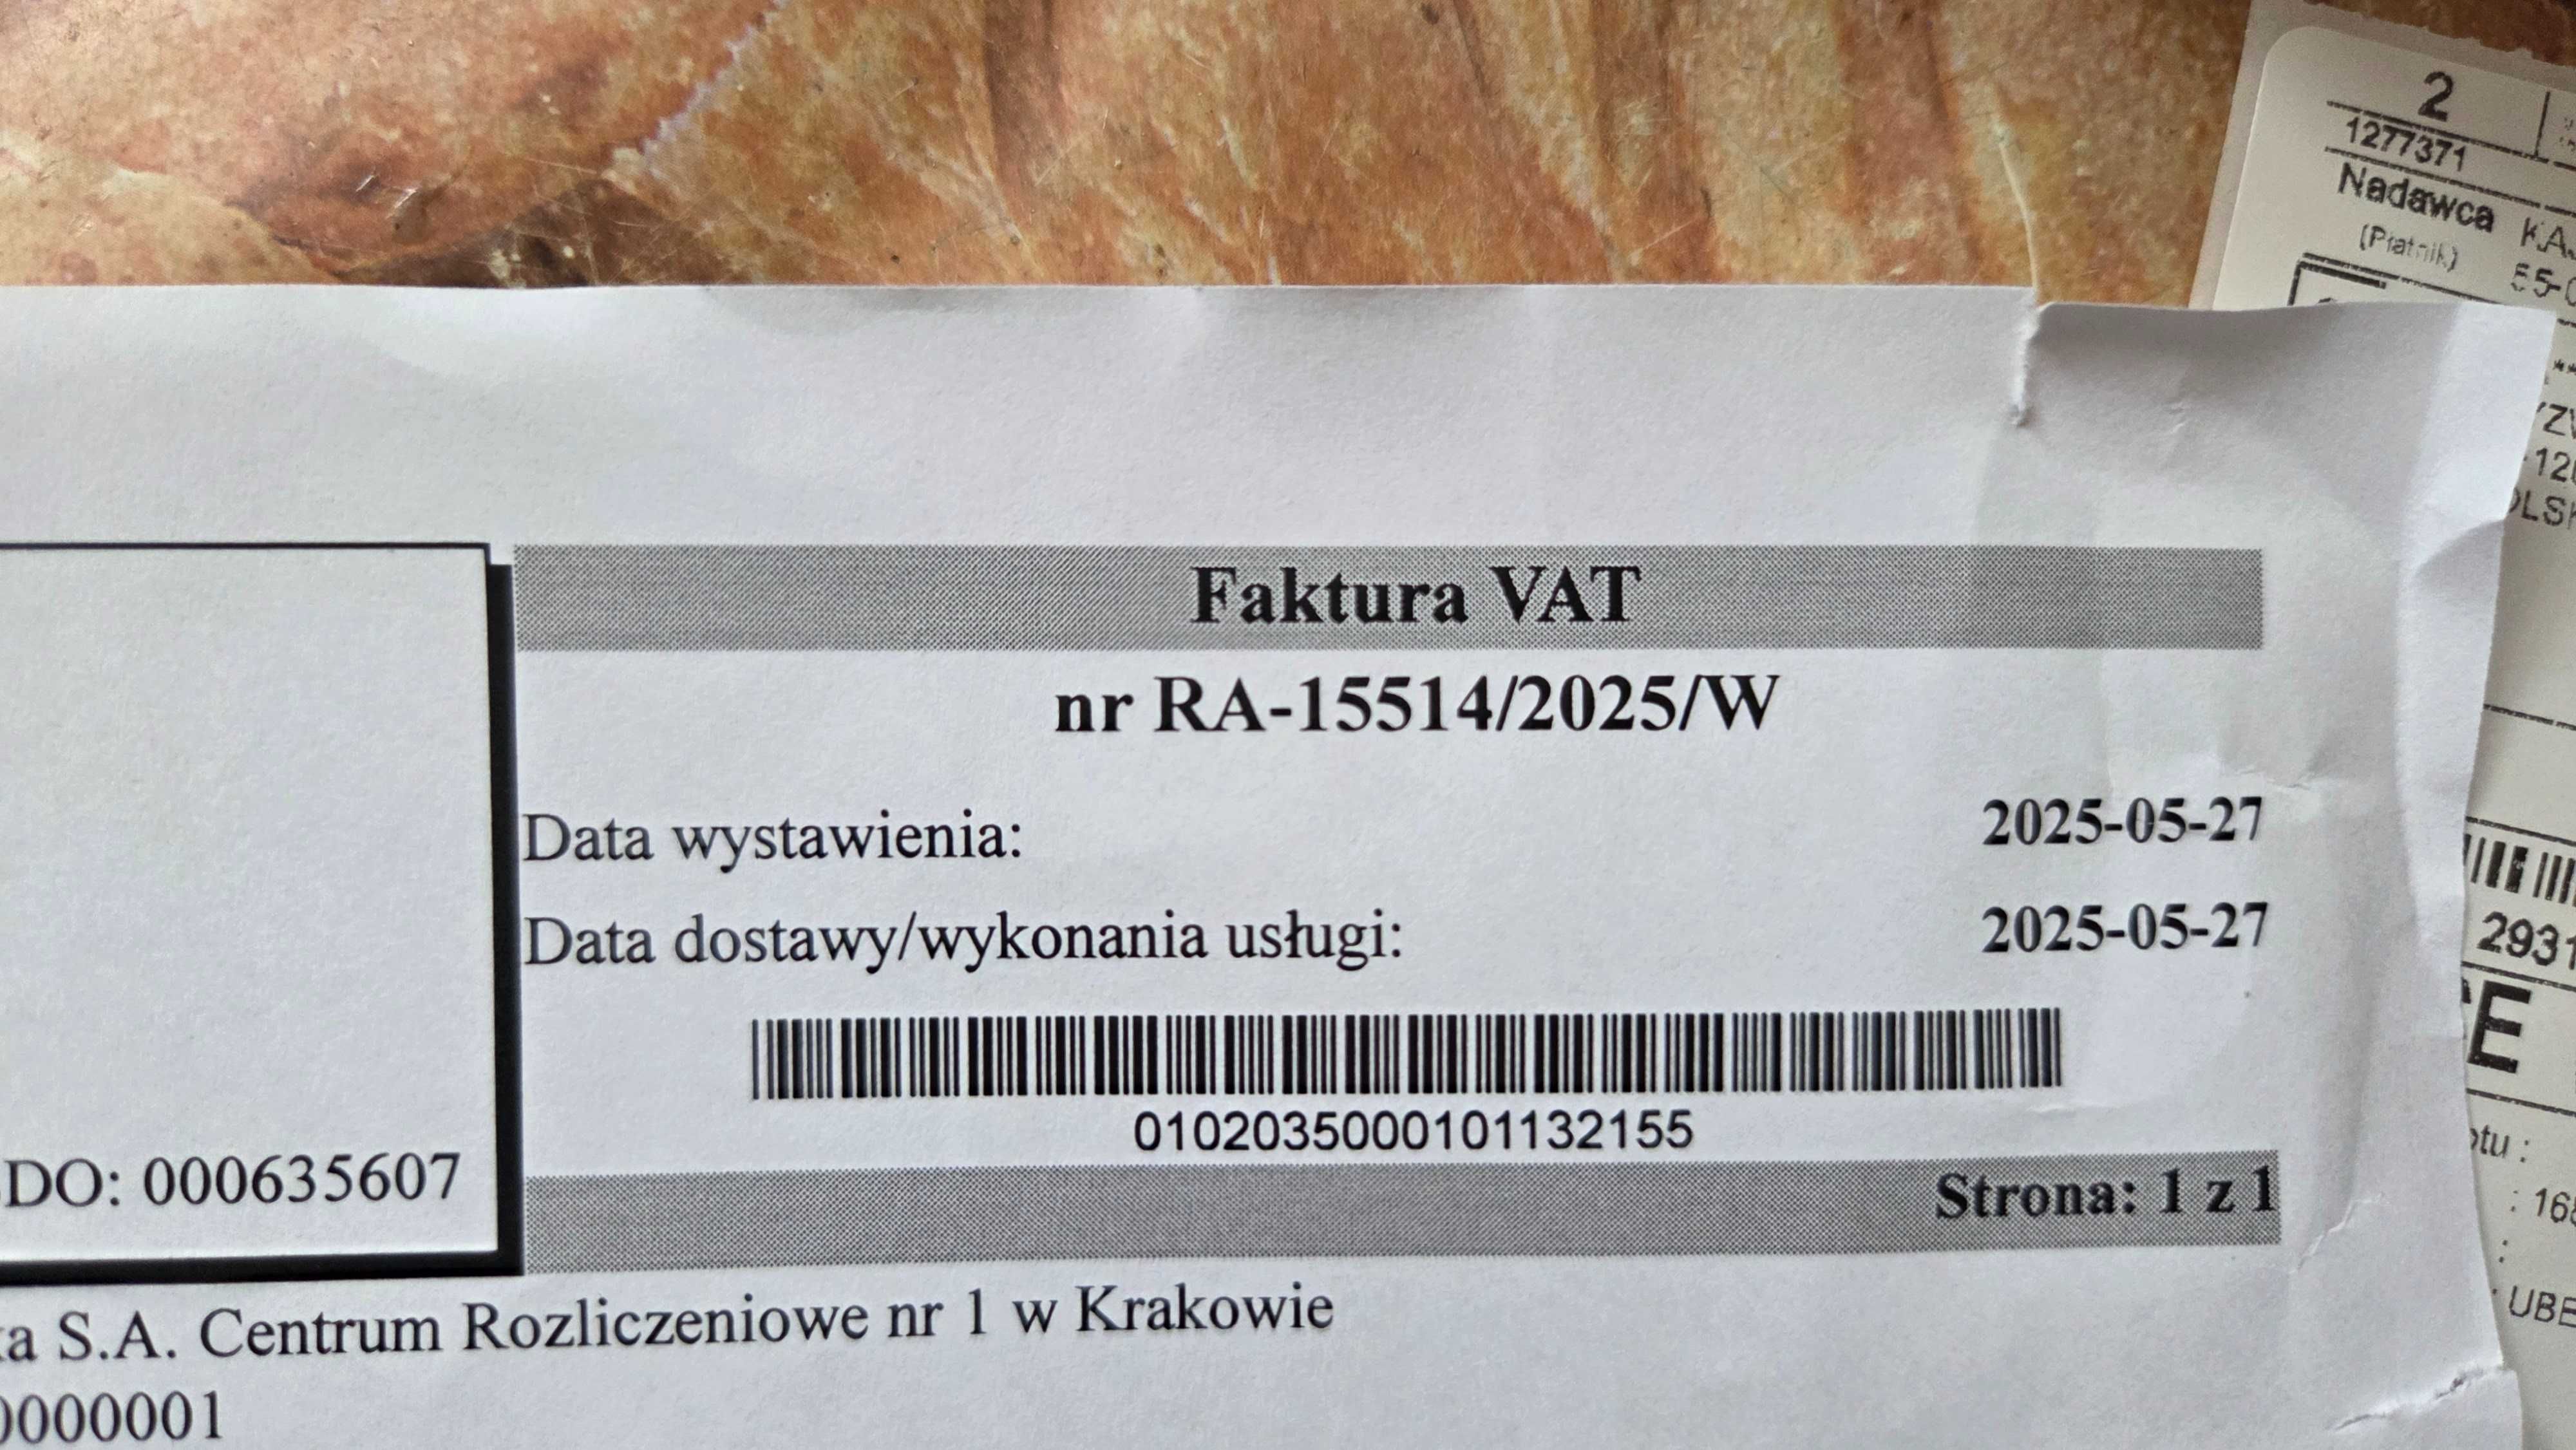 Faktura VAT
nr RA-15514/2025/W
Data wystawienia: 2025-05-27
Data dostawy/wykonania usługi: 2025-05-27
0102035000101132155
DO: 000635607
Strona: 1 z 1
S.A. Centrum Rozliczeniowe nr 1 w Krakowie
0000001
2
1277371
Nadawca
(Płatnik)
2931